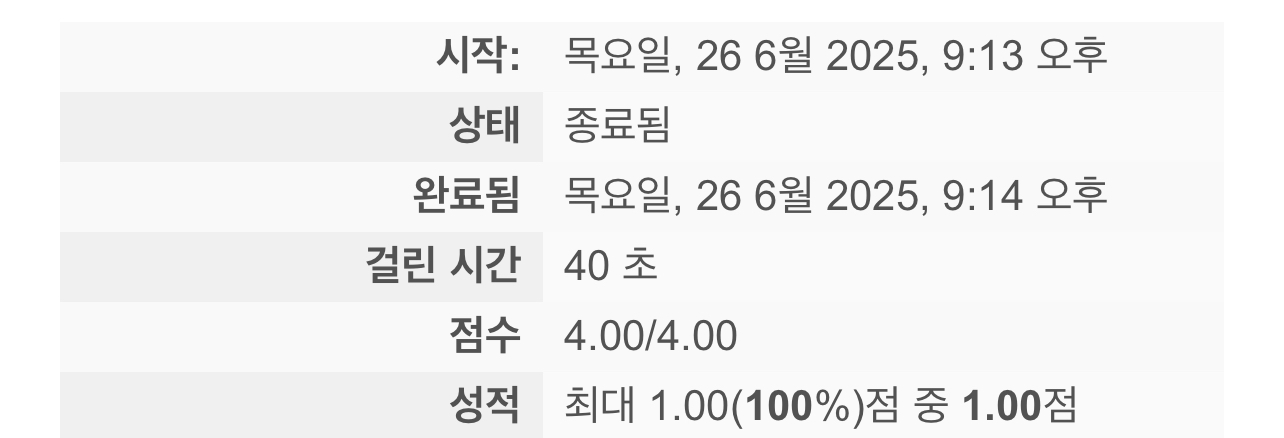 시작: 목요일, 26 6월 2025, 9:13 오후
상태 종료됨
완료됨 목요일, 26 6월 2025, 9:14 오후
걸린 시간 40 초
점수 4.00/4.00
성적 최대 1.00(100%)점 중 1.00점